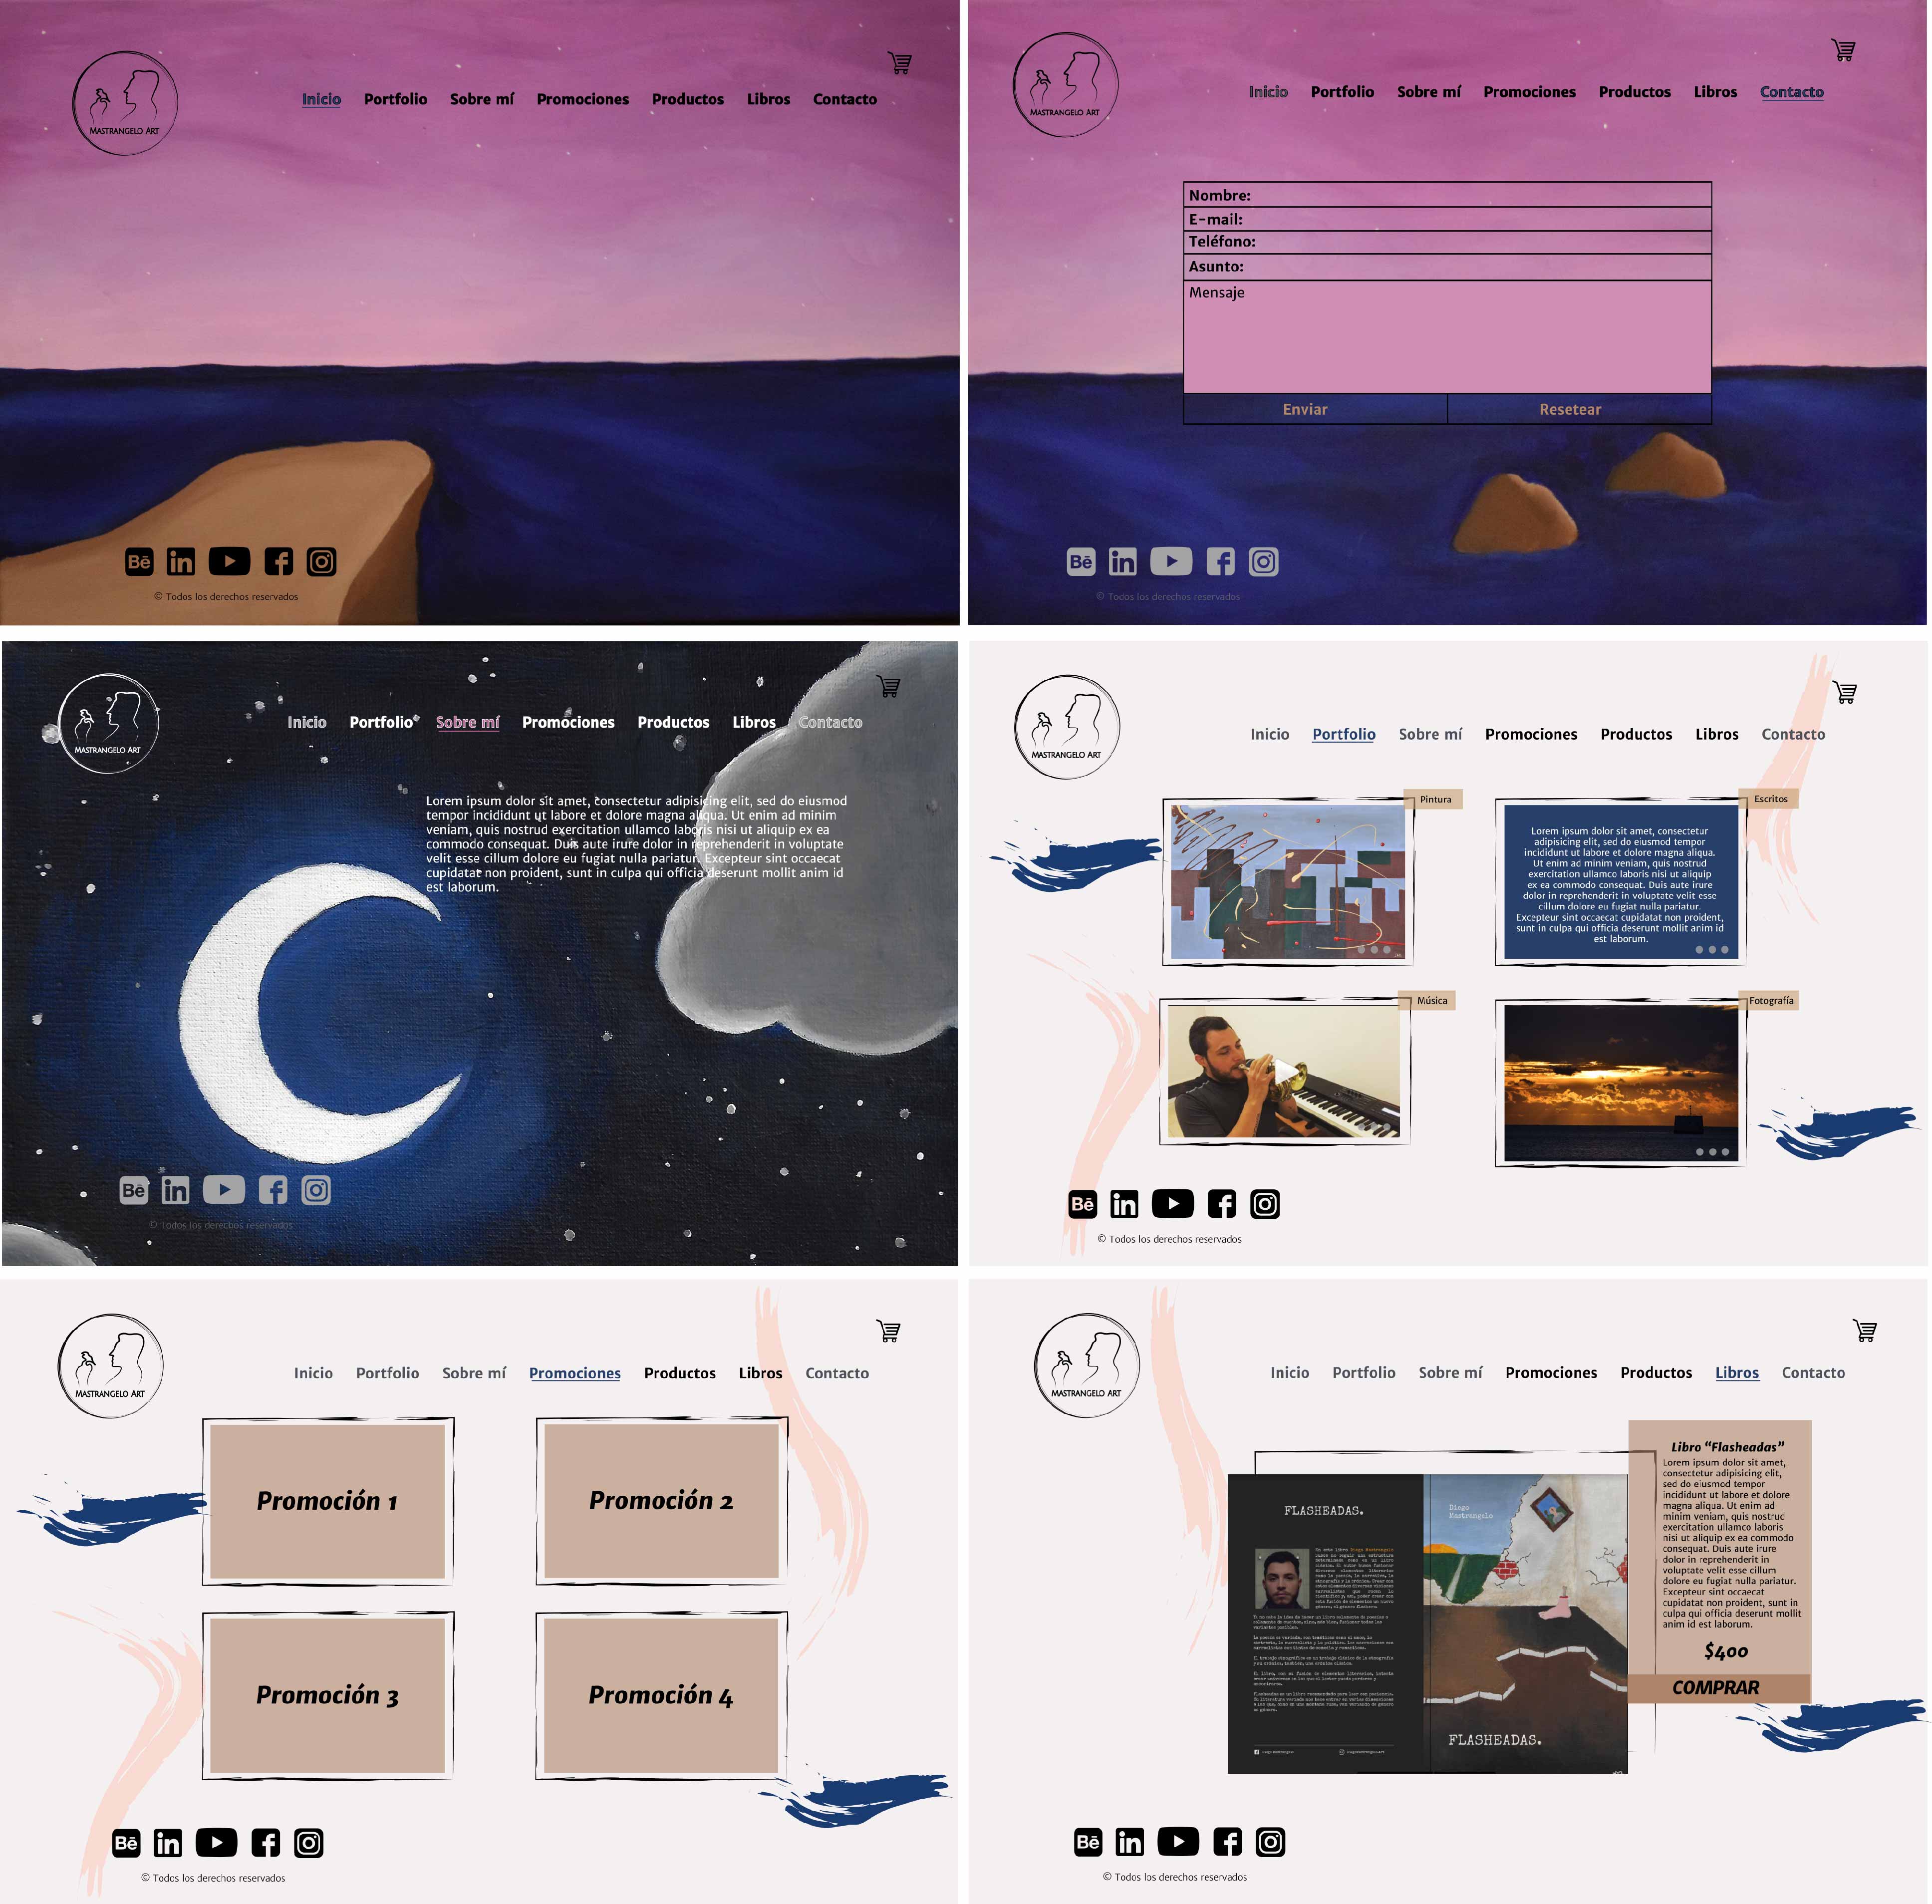 MASTRANGELO ART
Inicio Portfolio Sobre mí Promociones Productos Libros Contacto
Bē in f
© Todos los derechos reservados
MASTRANGELO ART
Inicio Portfolio Sobre mí Promociones Productos Libros Contacto
Nombre:
E-mail:
Teléfono:
Asunto:
Mensaje
Enviar Resetear
Bē in f
© Todos los derechos reservados
MASTRANGELO ART
Inicio Portfolio Sobre mí Promociones Productos Libros Contacto
Lorem ipsum dolor sit amet, consectetur adipisicing elit, sed do eiusmod
tempor incididunt ut labore et dolore magna aliqua. Ut enim ad minim
veniam, quis nostrud exercitation ullamco laboris nisi ut aliquip ex ea
commodo consequat. Duis aute irure dolor in reprehenderit in voluptate
velit esse cillum dolore eu fugiat nulla pariatur. Excepteur sint occaecat
cupidatat non proident, sunt in culpa qui officia deserunt mollit anim id
est laborum.
Bē in f
© Todos los derechos reservados
MASTRANGELO ART
Inicio Portfolio Sobre mí Promociones Productos Libros Contacto
Pintura
Escritos
Lorem ipsum dolor sit amet, consectetur
adipisicing elit, sed do eiusmod tempor
incididunt ut labore et dolore magna aliqua.
Ut enim ad minim veniam, quis nostrud
exercitation ullamco laboris nisi ut aliquip
ex ea commodo consequat. Duis aute irure
dolor in reprehenderit in voluptate velit esse
cillum dolore eu fugiat nulla pariatur.
Excepteur sint occaecat cupidatat non proident,
sunt in culpa qui officia deserunt mollit anim id
est laborum.
Música
Fotografía
Bē in f
© Todos los derechos reservados
MASTRANGELO ART
Inicio Portfolio Sobre mí Promociones Productos Libros Contacto
Promoción 1
Promoción 2
Promoción 3
Promoción 4
Bē in f
© Todos los derechos reservados
MASTRANGELO ART
Inicio Portfolio Sobre mí Promociones Productos Libros Contacto
FLASHEADAS.
Diego
Mastrangelo
FLASHEADAS.
Libro “Flasheadas”
Lorem ipsum dolor sit amet,
consectetur adipisicing elit,
sed do eiusmod tempor
incididunt ut labore et dolore
magna aliqua. Ut enim ad
minim veniam, quis nostrud
exercitation ullamco laboris
nisi ut aliquip ex ea commodo
consequat. Duis aute irure
dolor in reprehenderit in
voluptate velit esse cillum
dolore eu fugiat nulla pariatur.
Excepteur sint occaecat
cupidatat non proident, sunt in
culpa qui officia deserunt mollit
anim id est laborum.
$400
COMPRAR
Bē in f
© Todos los derechos reservados